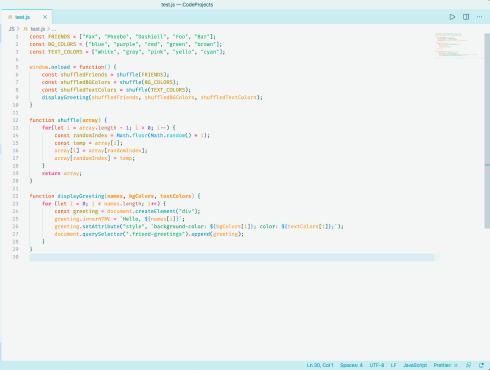 test.js — CodeProjects
test.js ×
JS > test.js > ...
1 const FRIENDS = ["Pax", "Phoebe", "Dashiell", "Foo", "Bar"];
2 const BG_COLORS = ["blue", "purple", "red", "green", "brown"];
3 const TEXT_COLORS = ["white", "gray", "pink", "yellow", "cyan"];
4
5 window.onload = function() {
6 const shuffledFriends = shuffle(FRIENDS);
7 const shuffledBGColors = shuffle(BG_COLORS);
8 const shuffledTextColors = shuffle(TEXT_COLORS);
9 displayGreeting(shuffledFriends, shuffledBGColors, shuffledTextColors);
10 }
11
12 function shuffle(array) {
13 for(let i = array.length - 1; i > 0; i--) {
14 const randomIndex = Math.floor(Math.random() * i);
15 const temp = array[i];
16 array[i] = array[randomIndex];
17 array[randomIndex] = temp;
18 }
19 return array;
20 }
21
22 function displayGreeting(names, bgColors, textColors) {
23 for (let i = 0; i < names.length; i++) {
24 const greeting = document.createElement("div");
25 greeting.innerHTML = `Hello, ${names[i]}`;
26 greeting.setAttribute("style", `background-color: ${bgColors[i]}; color: ${textColors[i]};`);
27 document.querySelector(".friend-greetings").append(greeting);
28 }
29 }
30
Ln 30, Col 1 Spaces: 4 UTF-8 LF JavaScript Prettier: ×